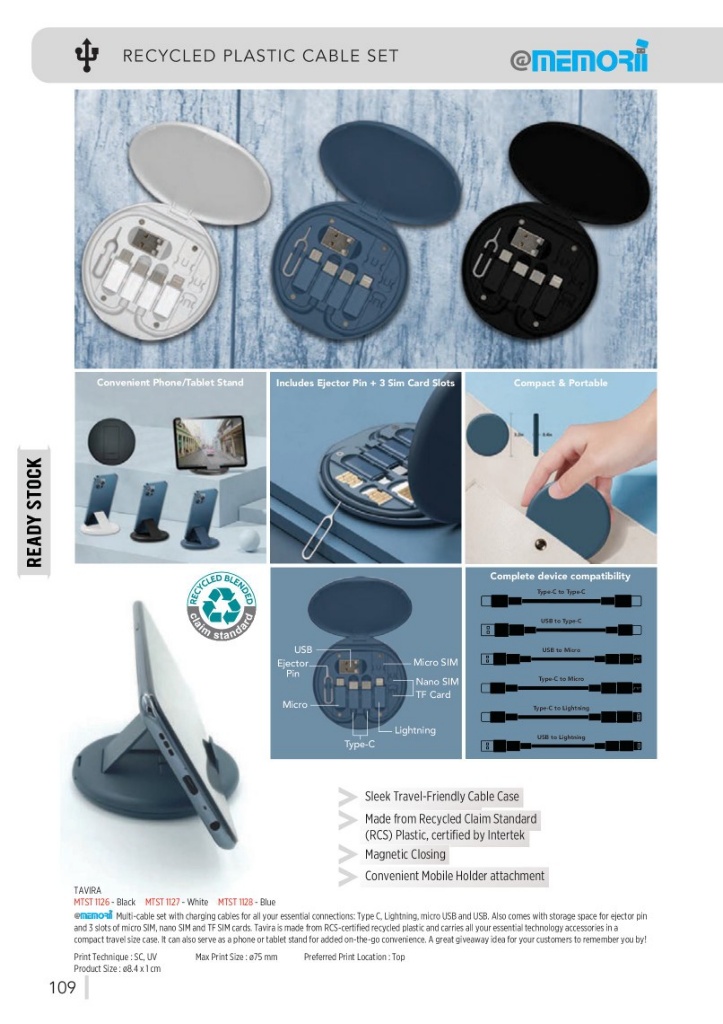 RECYCLED PLASTIC CABLE SET
@memorii
Convenient Phone/Tablet Stand
Includes Ejector Pin + 3 Sim Card Slots
Compact & Portable
READY STOCK
RECYCLED BLENDED
claim standard
USB
Ejector
Pin
Micro
Type-C
Micro SIM
Nano SIM
TF Card
Lightning
Complete device compatibility
Type-C to Type-C
USB to Type-C
USB to Micro
Type-C to Micro
Type-C to Lightning
USB to Lightning
Sleek Travel-Friendly Cable Case
Made from Recycled Claim Standard
(RCS) Plastic, certified by Intertek
Magnetic Closing
Convenient Mobile Holder attachment
TAVIRA
MTST 1126 - Black MTST 1127 - White MTST 1128 - Blue
@memorii Multi-cable set with charging cables for all your essential connections: Type C, Lightning, micro USB and USB. Also comes with storage space for ejector pin
and 3 slots of micro SIM, nano SIM and TF SIM cards. Tavira is made from RCS-certified recycled plastic and carries all your essential technology accessories in a
compact travel size case. It can also serve as a phone or tablet stand for added on-the-go convenience. A great giveaway idea for your customers to remember you by!
Print Technique : SC, UV Max Print Size : ø75 mm Preferred Print Location : Top
Product Size : ø8.4 x 1 cm
109